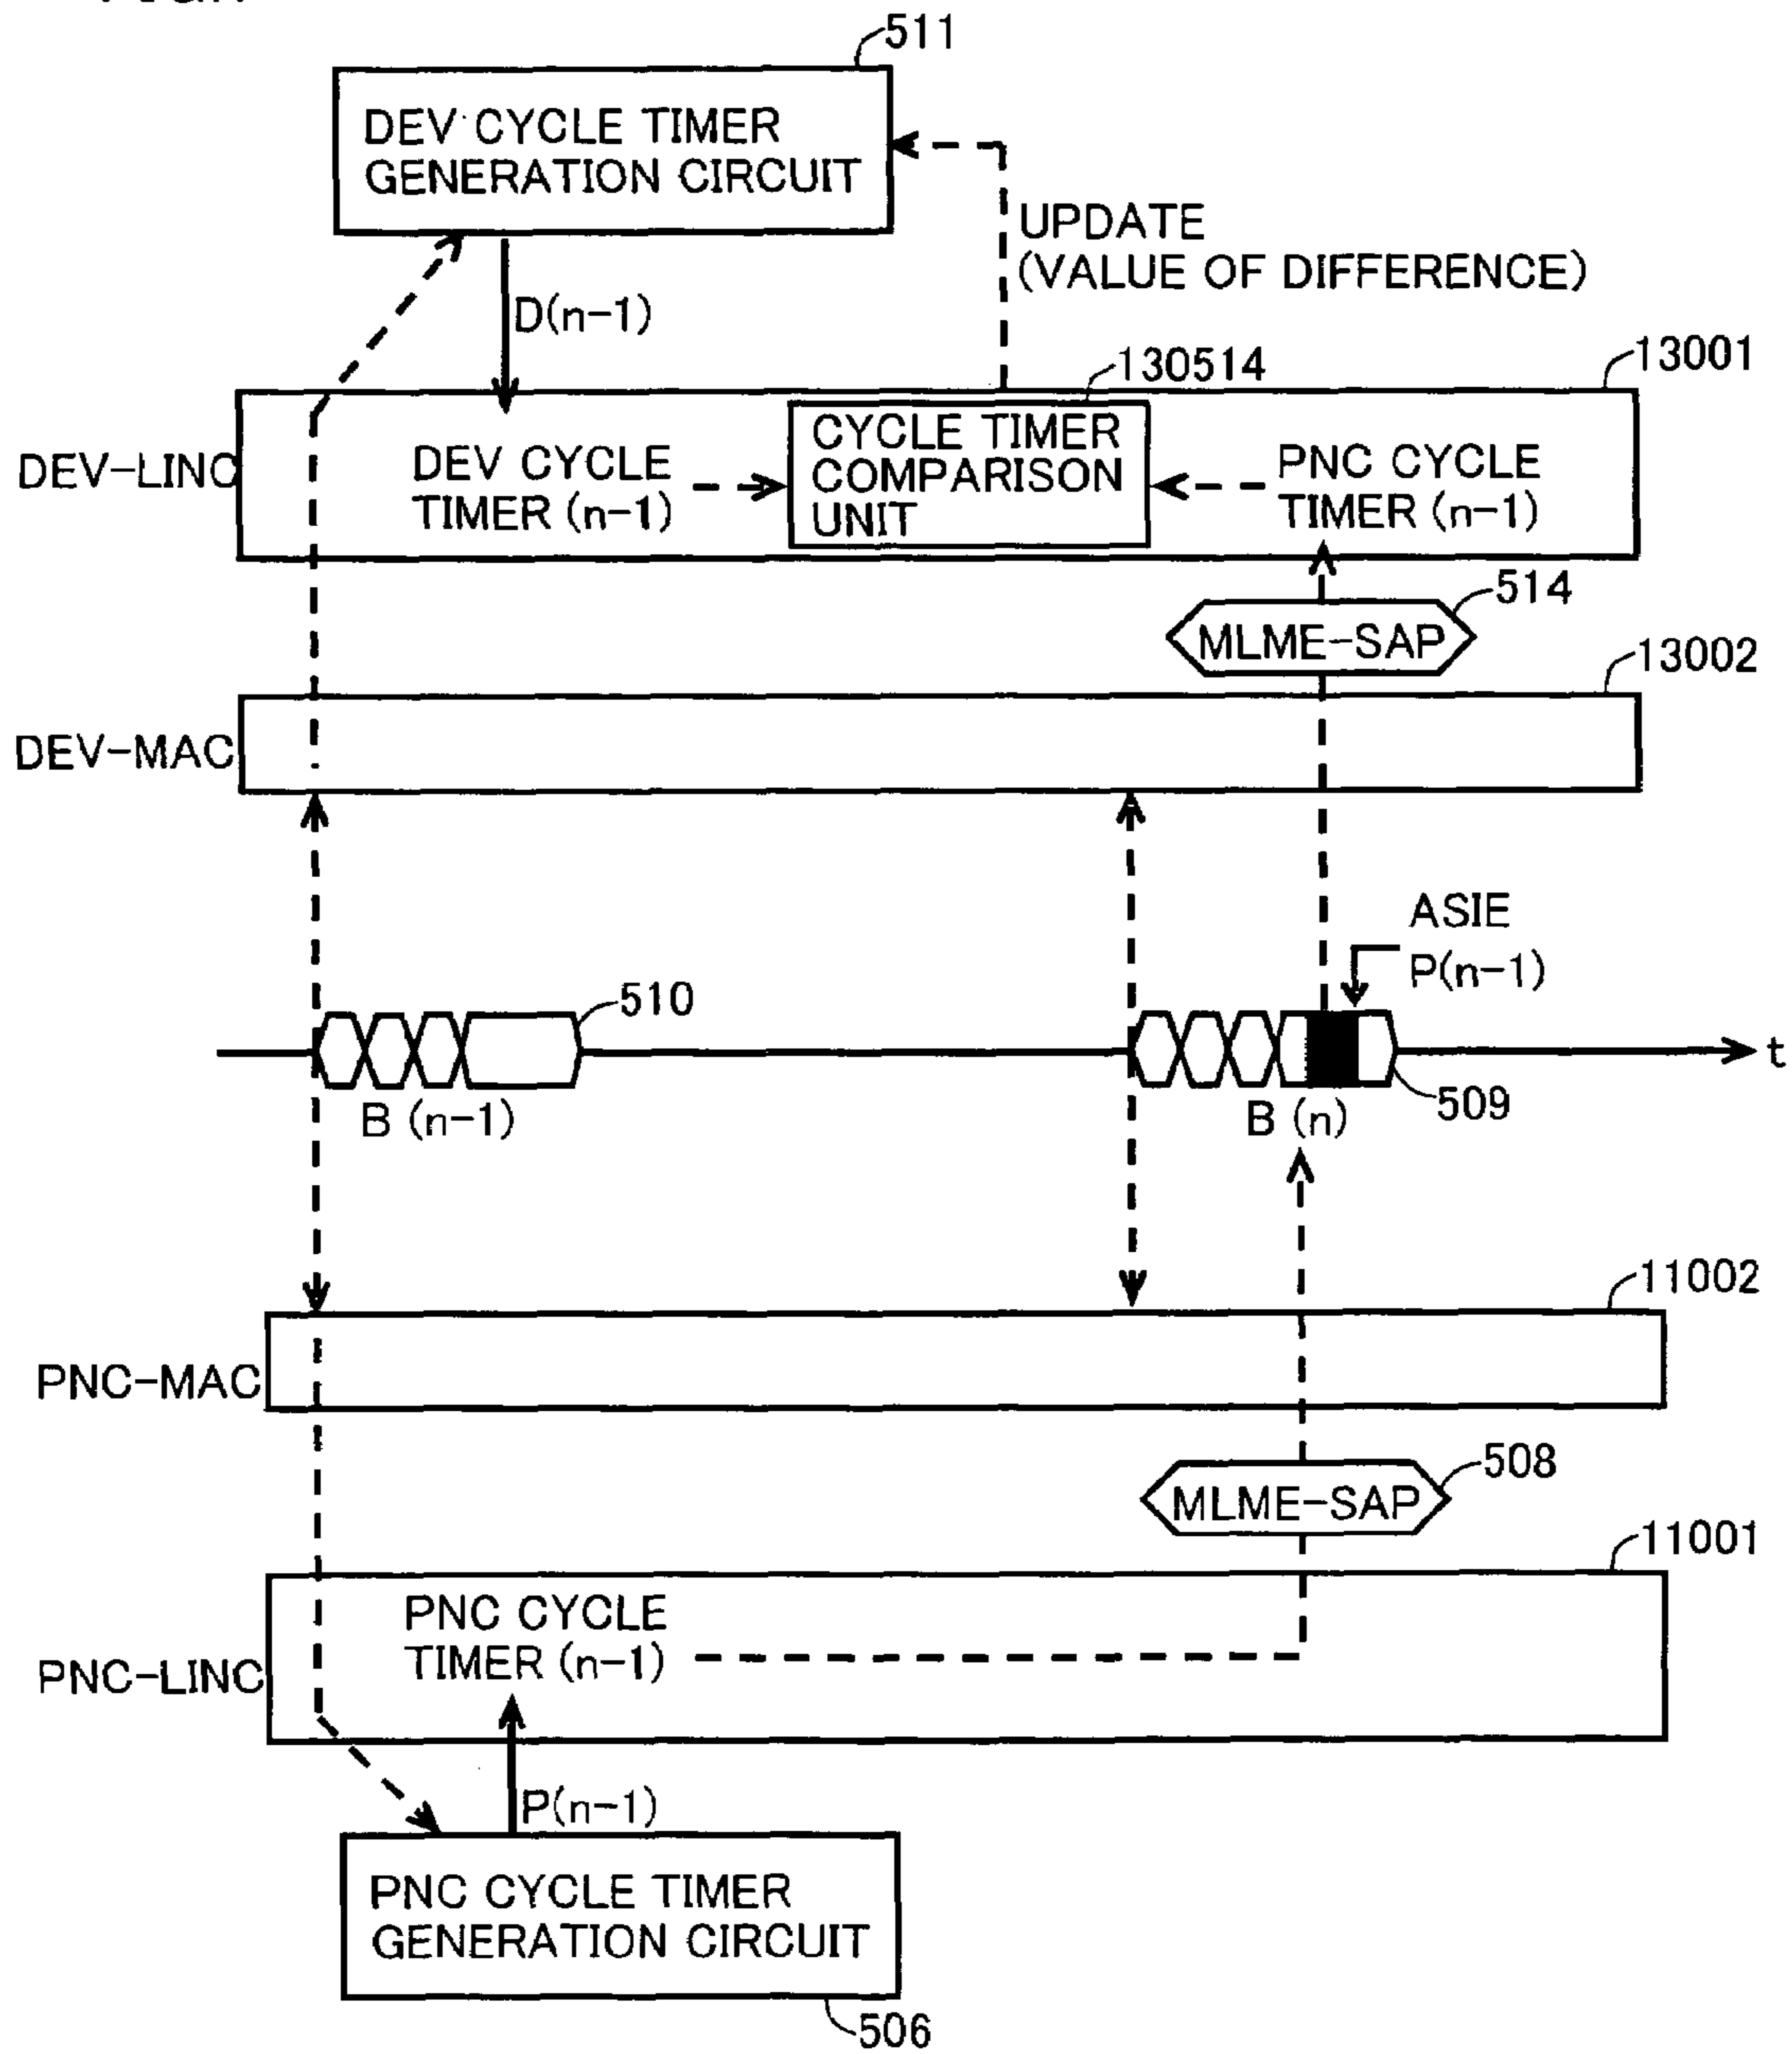 511
DEV CYCLE TIMER
GENERATION CIRCUIT
UPDATE
(VALUE OF DIFFERENCE)
D(n-1)
130514
13001
DEV-LINC
DEV CYCLE
TIMER (n-1)
CYCLE TIMER
COMPARISON
UNIT
PNC CYCLE
TIMER (n-1)
514
MLME-SAP
13002
DEV-MAC
ASIE
P(n-1)
510
t
B (n-1)
B (n)
509
11002
PNC-MAC
508
MLME-SAP
11001
PNC CYCLE
TIMER (n-1)
PNC-LINC
P(n-1)
PNC CYCLE TIMER
GENERATION CIRCUIT
506